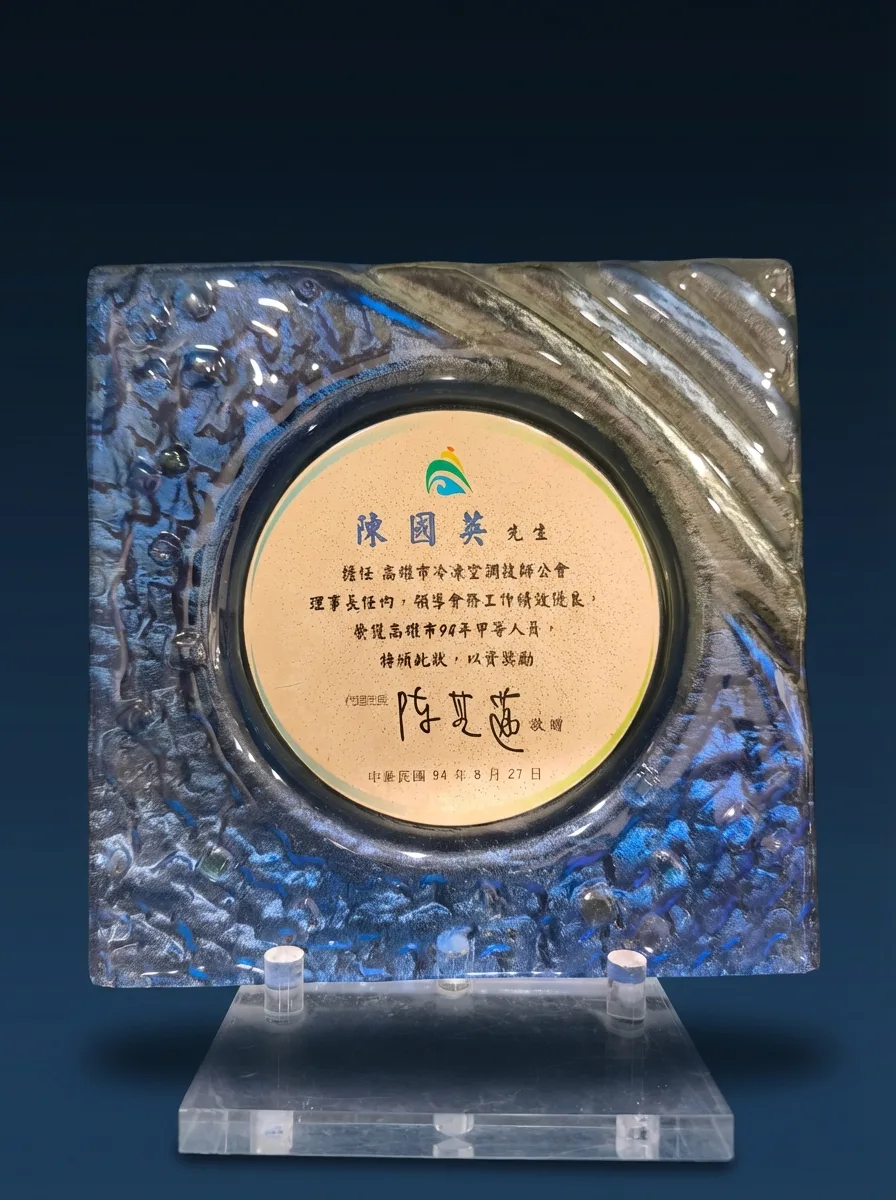 陳國英 先生
擔任 高雄市冷凍空調技師公會
理事長任內，領導會務工作績效優良，
榮獲高雄市94年甲等人員，
特頒此狀，以資獎勵
代理市長 陳其邁 敬贈
中華民國 94 年 8 月 27 日